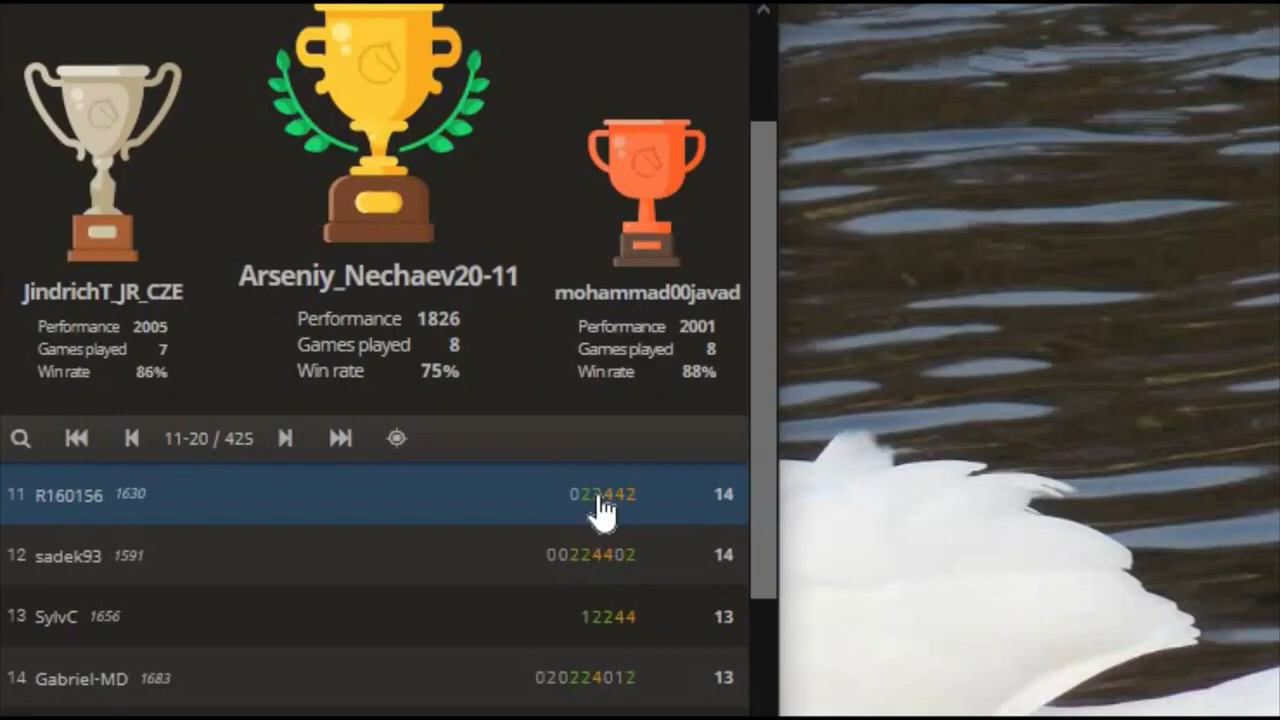 JindrichT_JR_CZE
Performance 2005
Games played 7
Win rate 86%
Arseniy_Nechaev20-11
Performance 1826
Games played 8
Win rate 75%
mohammad00javad
Performance 2001
Games played 8
Win rate 88%
11-20 / 425
11 R160156 1630 022442 14
12 sadek93 1591 00224402 14
13 SylvC 1656 12244 13
14 Gabriel-MD 1683 020224012 13